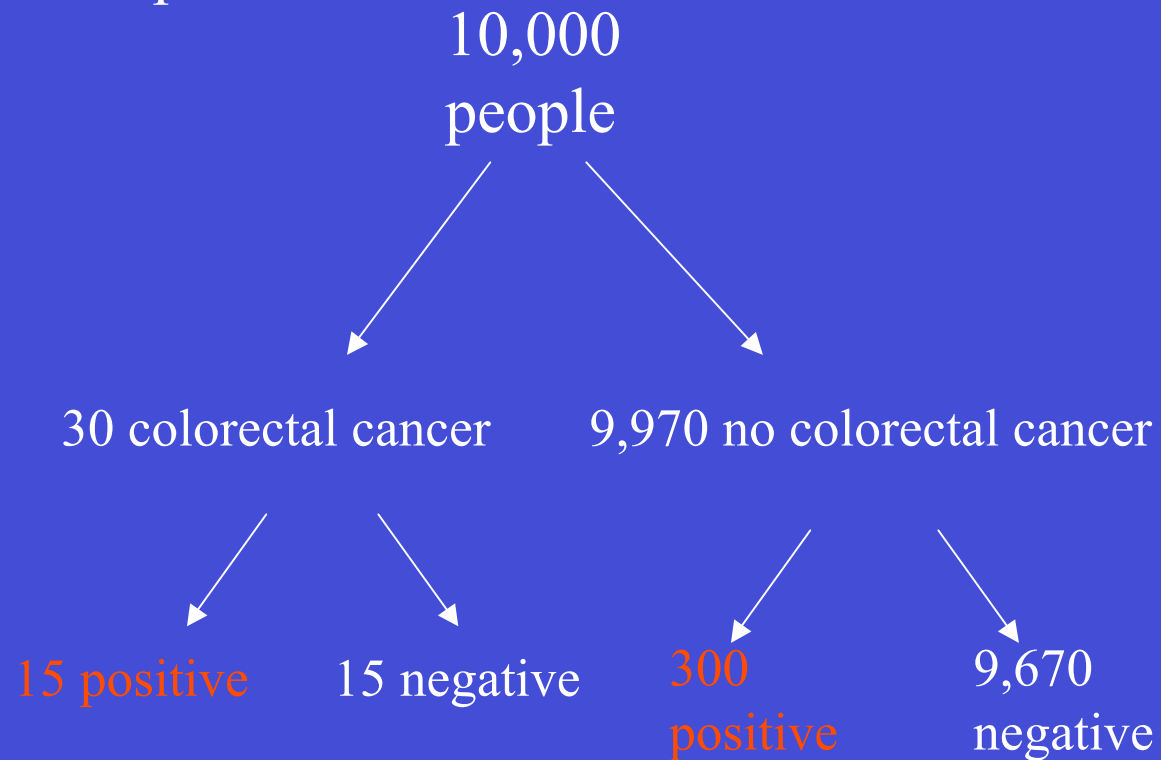 10,000
people
30 colorectal cancer
9,970 no colorectal cancer
15 positive
15 negative
300
positive
9,670
negative